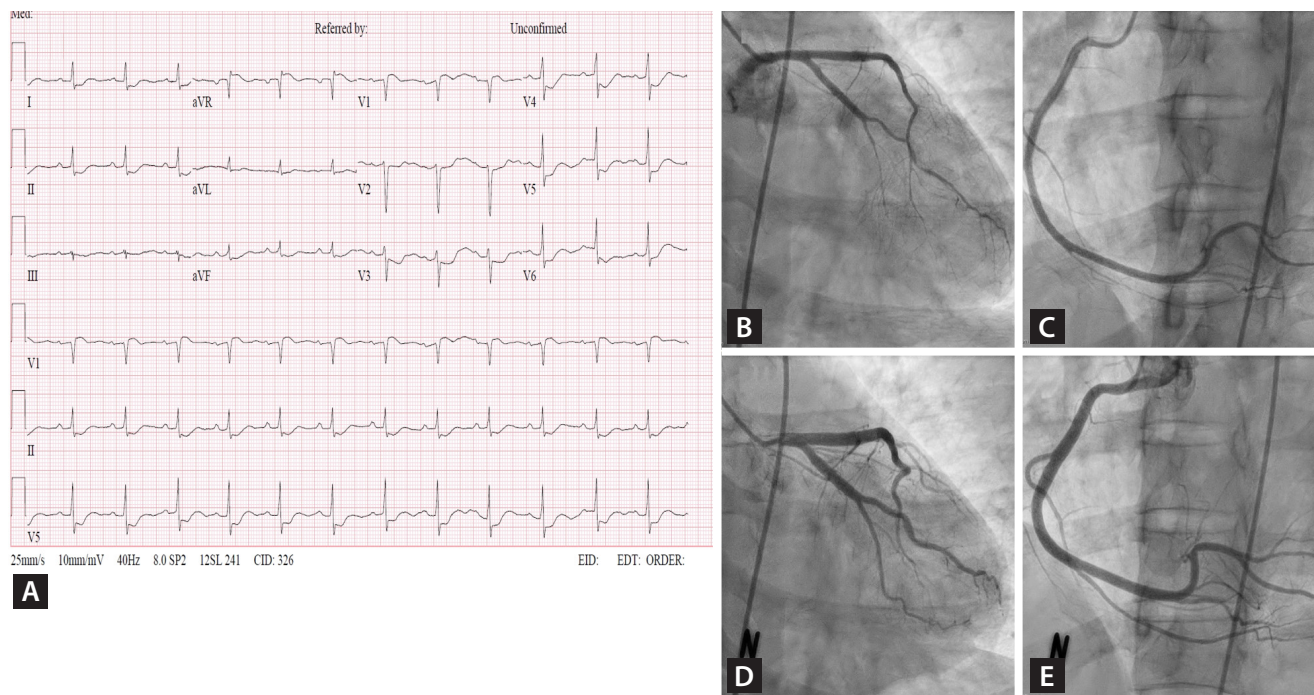 Med:
Referred by: Unconfirmed
I aVR V1 V4
II aVL V2 V5
III aVF V3 V6
V1
II
V5
25mm/s 10mm/mV 40Hz 8.0 SP2 12SL 241 CID: 326 EID: EDT: ORDER:
A
B
C
N
D
N
E